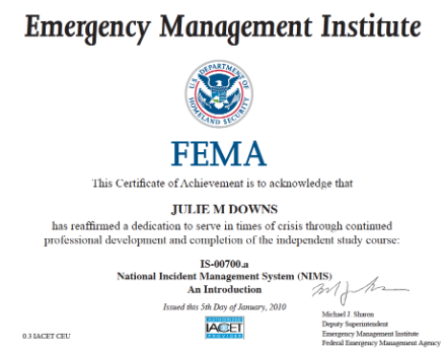 Emergency Management Institute
U.S. DEPARTMENT OF
HOMELAND SECURITY
FEMA
This Certificate of Achievement is to acknowledge that
JULIE M DOWNS
has reaffirmed a dedication to serve in times of crisis through continued
professional development and completion of the independent study course:
IS-00700.a
National Incident Management System (NIMS)
An Introduction
Issued this 5th Day of January, 2010
0.3 IACET CEU
AUTHORIZED
IACET
PROVIDER
Michael J. Sharon
Deputy Superintendent
Emergency Management Institute
Federal Emergency Management Agency